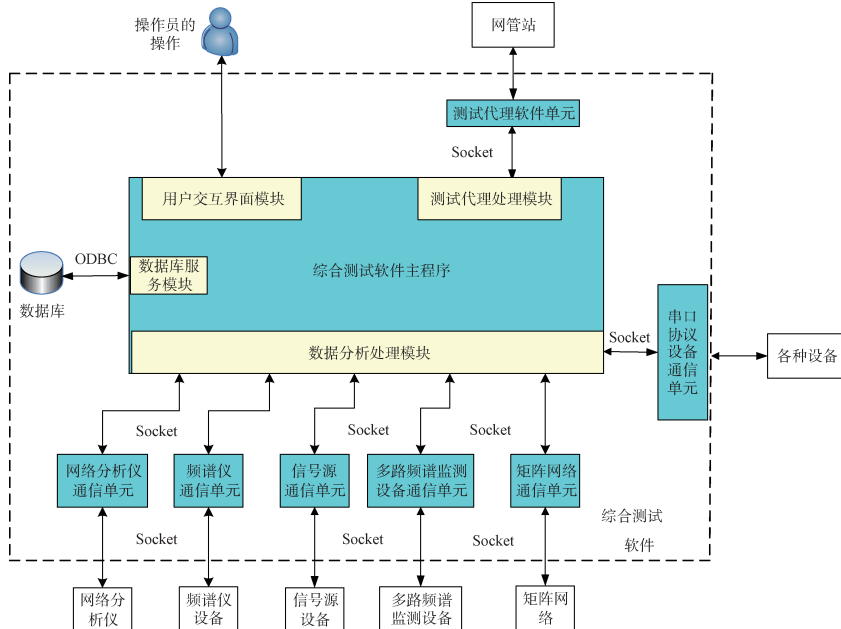 操作员的
操作
网管站
测试代理软件单元
Socket
用户交互界面模块
测试代理处理模块
ODBC
数据库服
务模块
综合测试软件主程序
数据库
数据分析处理模块
Socket
串口
协议
设备
通信
单元
各种设备
Socket
Socket
Socket
网络分析仪
通信单元
频谱仪
通信单元
信号源
通信单元
多路频谱监测
设备通信单元
矩阵网络
通信单元
综合测试
软件
Socket
Socket
Socket
网络分
析仪
频谱仪
设备
信号源
设备
多路频谱
监测设备
矩阵网
络